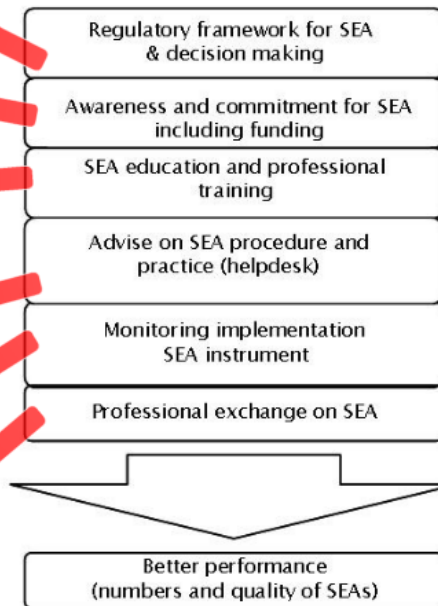 Regulatory framework for SEA
& decision making
Awareness and commitment for SEA
including funding
SEA education and professional
training
Advise on SEA procedure and
practice (helpdesk)
Monitoring implementation
SEA instrument
Professional exchange on SEA
Better performance
(numbers and quality of SEAs)